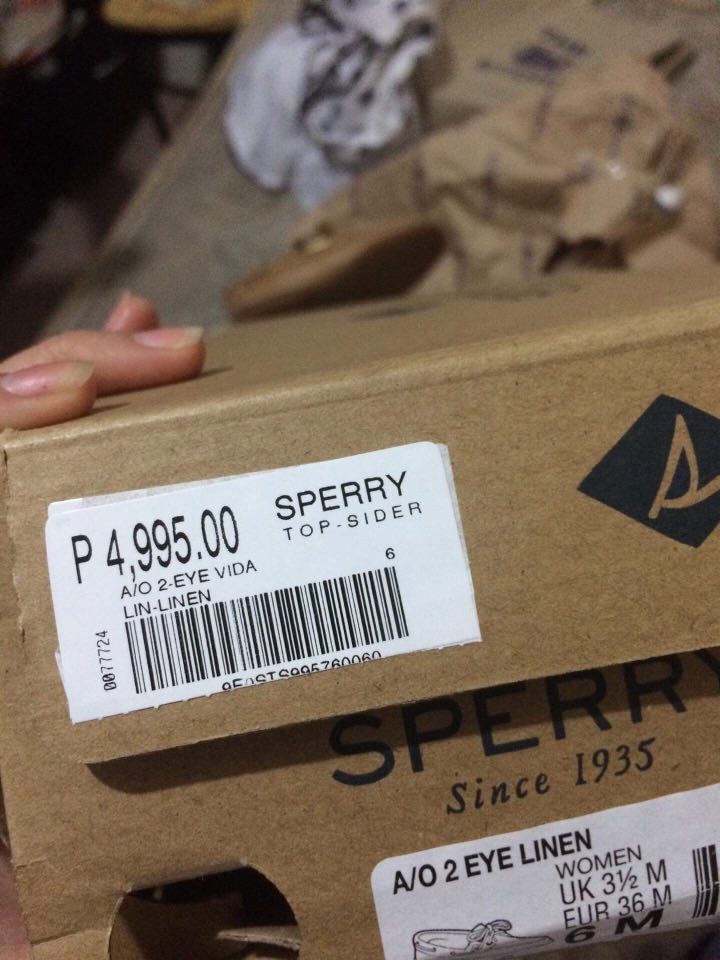 P 4,995.00
SPERRY
TOP-SIDER
A/O 2-EYE VIDA
LIN-LINEN
6
0077724
SPERRY
Since 1935
A/O 2 EYE LINEN
WOMEN
UK 3½ M
EUR 36 M
6 M